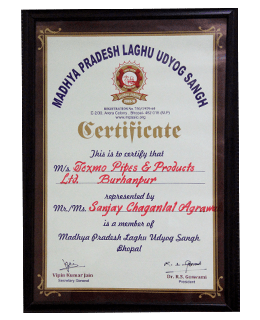 MADHYA PRADESH LAGHU UDYOG SANGH
Certificate
This is to certify that
M/s. Texmo Pipes & Products
Ltd. Burhanpur
represented by
Mr./Ms. Sanjay Chaganlal Agrawal
is a member of
Madhya Pradesh Laghu Udyog Sangh
Bhopal
Vipin Kumar Jain
Secretary General
Dr. R.S. Goswami
President